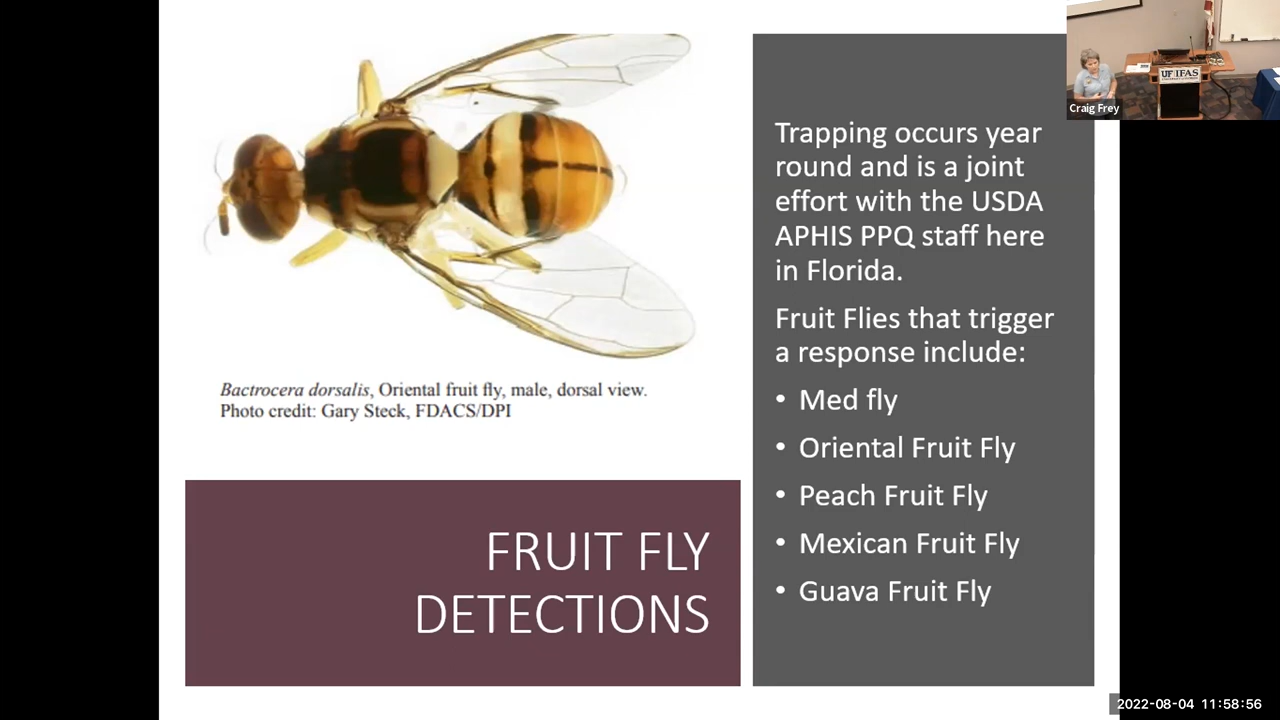 Bactrocera dorsalis, Oriental fruit fly, male, dorsal view.
Photo credit: Gary Steck, FDACS/DPI
FRUIT FLY
DETECTIONS
Trapping occurs year
round and is a joint
effort with the USDA
APHIS PPQ staff here
in Florida.
Fruit Flies that trigger
a response include:
• Med fly
• Oriental Fruit Fly
• Peach Fruit Fly
• Mexican Fruit Fly
• Guava Fruit Fly
UF IFAS
Craig Frey
2022-08-04 11:58:56